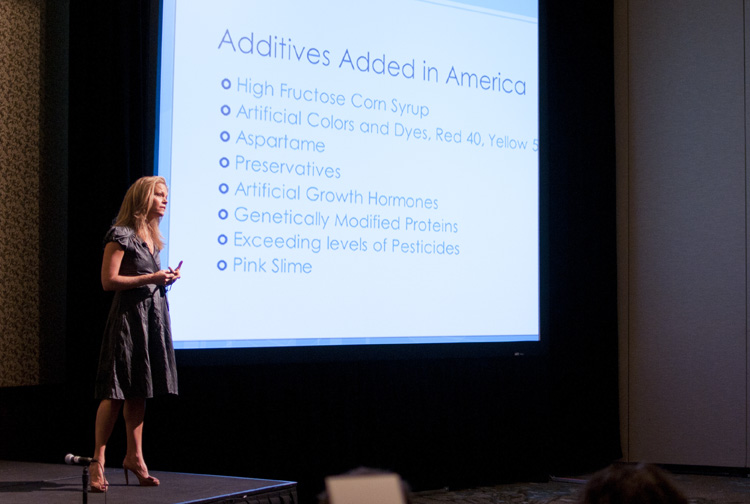 Additives Added in America
High Fructose Corn Syrup
Artificial Colors and Dyes, Red 40, Yellow 5
Aspartame
Preservatives
Artificial Growth Hormones
Genetically Modified Proteins
Exceeding levels of Pesticides
Pink Slime